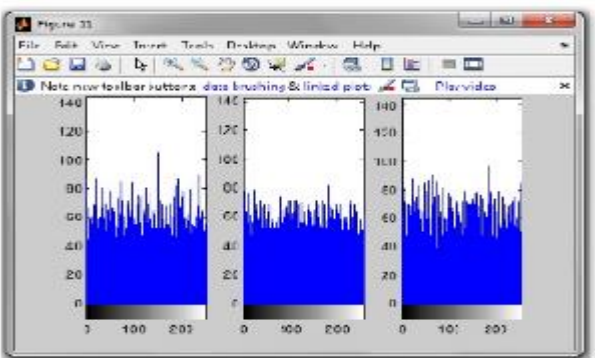 Figure 11
File Edit View Insert Tools Desktop Window Help
Note new toolbar buttons: data brushing & linked plots Play video
140 140 140
120 120 120
100 100 100
80 80 80
60 60 60
40 40 40
20 20 20
0 0 0
0 100 200 0 100 200 0 100 200